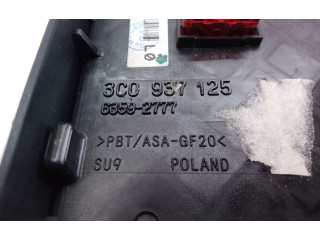 3C0 937 125
6359-2777
>PBT/ASA-GF20<
SU9 POLAND